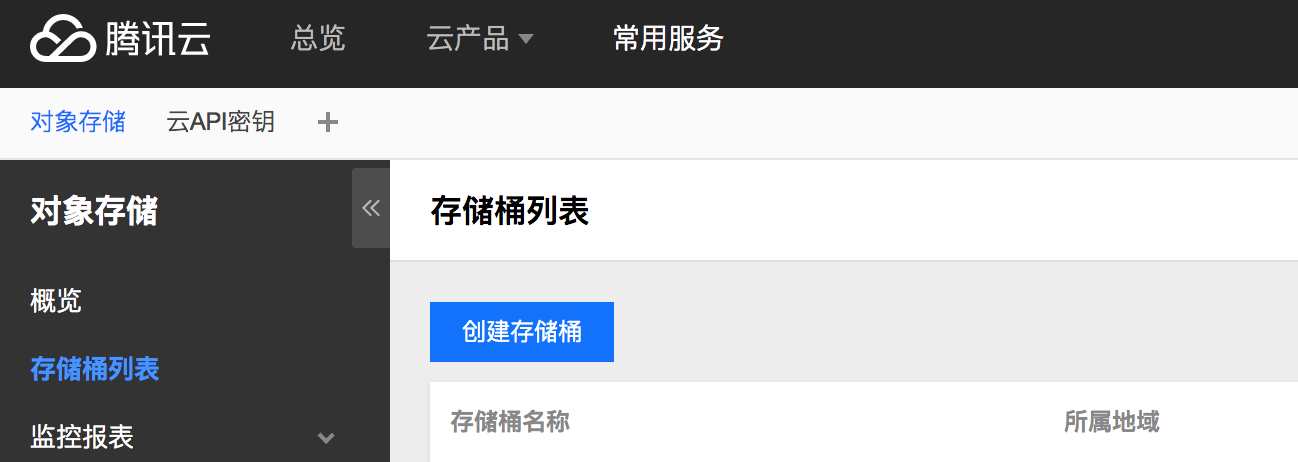 腾讯云 总览 云产品 常用服务
对象存储 云API密钥
对象存储
存储桶列表
概览
创建存储桶
存储桶列表
存储桶名称 所属地域
监控报表